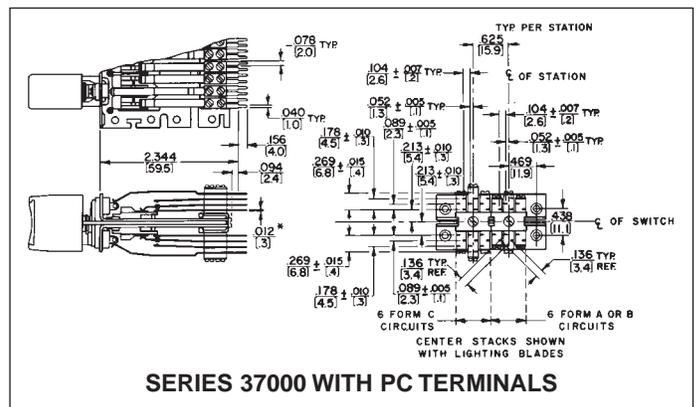 TYP. PER STATION
.625
[15.9]
.078 TYP.
[2.0]
.104 ± .007 TYP.
[2.6] [.2]
℄ OF STATION
.052 ± .005 TYP.
[1.3] [.1]
.104 ± .007
[2.6] [.2]
.040 TYP.
[1.0]
.089 ± .005
[2.3] [.1]
.178 ± .010
[4.5] [.3]
.052 ± .005 TYP.
[1.3] [.1]
.156
[4.0]
.213 ± .010
[5.4] [.3]
.469
[11.9]
2.344
[59.5]
.094
[2.4]
.269 ± .015
[6.8] [.4]
.213 ± .010
[5.4] [.3]
.012 *
[.3]
.438
[11.1]
℄ OF SWITCH
.269 ± .015
[6.8] [.4]
.136 TYP.
[3.4] REF.
.136 TYP.
[3.4] REF.
.178 ± .010
[4.5] [.3]
.089 ± .005
[2.3] [.1]
6 FORM C
CIRCUITS
6 FORM A OR B
CIRCUITS
CENTER STACKS SHOWN
WITH LIGHTING BLADES
SERIES 37000 WITH PC TERMINALS